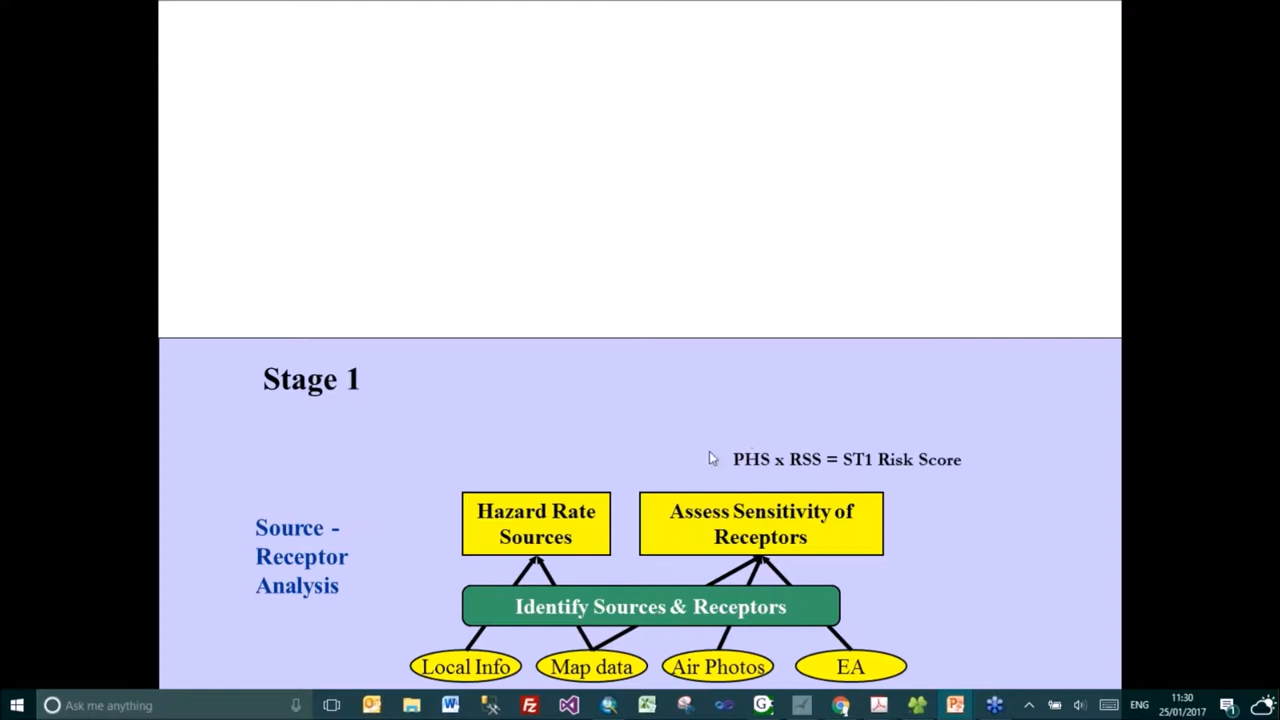 Stage 1
PHS x RSS = ST1 Risk Score
Hazard Rate
Sources
Assess Sensitivity of
Receptors
Source -
Receptor
Analysis
Identify Sources & Receptors
Local Info
Map data
Air Photos
EA
Ask me anything
ENG
11:30
25/01/2017